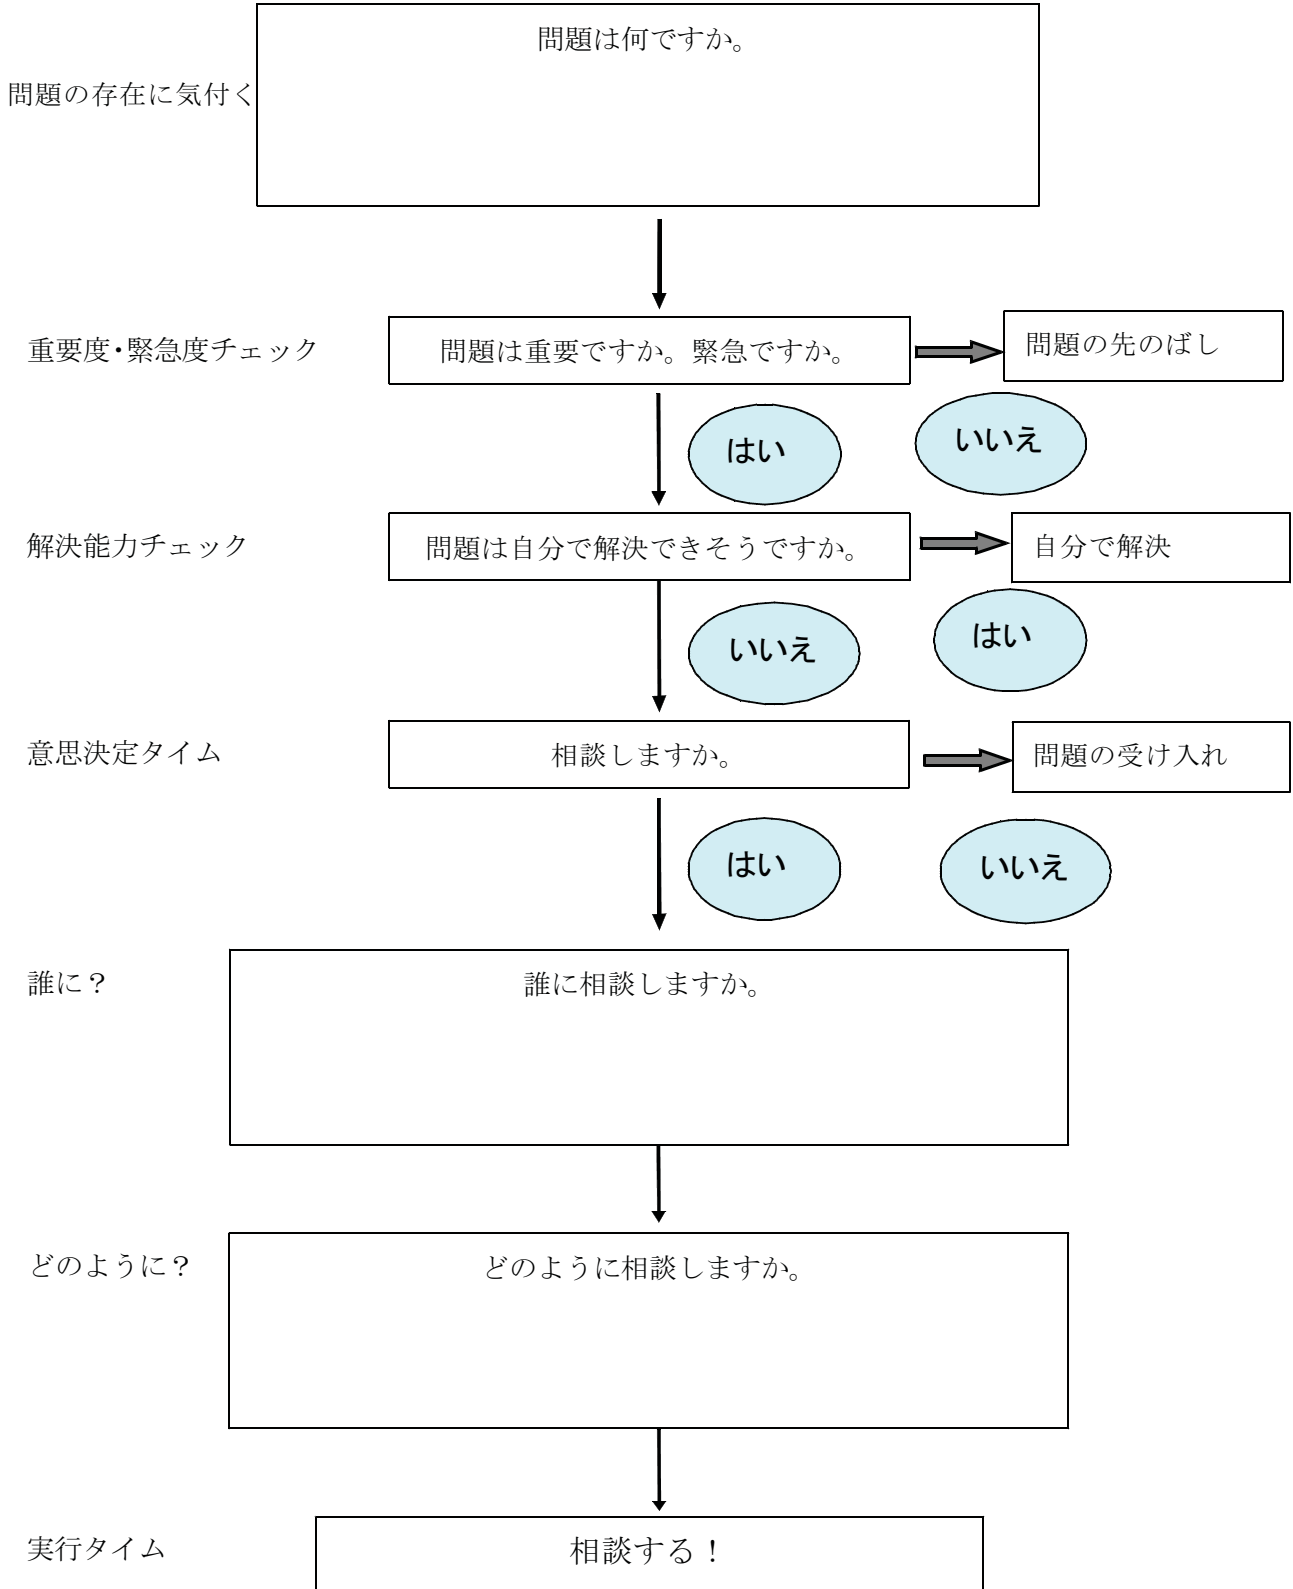 問題は何ですか。
問題の存在に気付く
重要度・緊急度チェック
問題は重要ですか。緊急ですか。
問題の先のばし
はい
いいえ
解決能力チェック
問題は自分で解決できそうですか。
自分で解決
いいえ
はい
意思決定タイム
相談しますか。
問題の受け入れ
はい
いいえ
誰に？
誰に相談しますか。
どのように？
どのように相談しますか。
実行タイム
相談する！